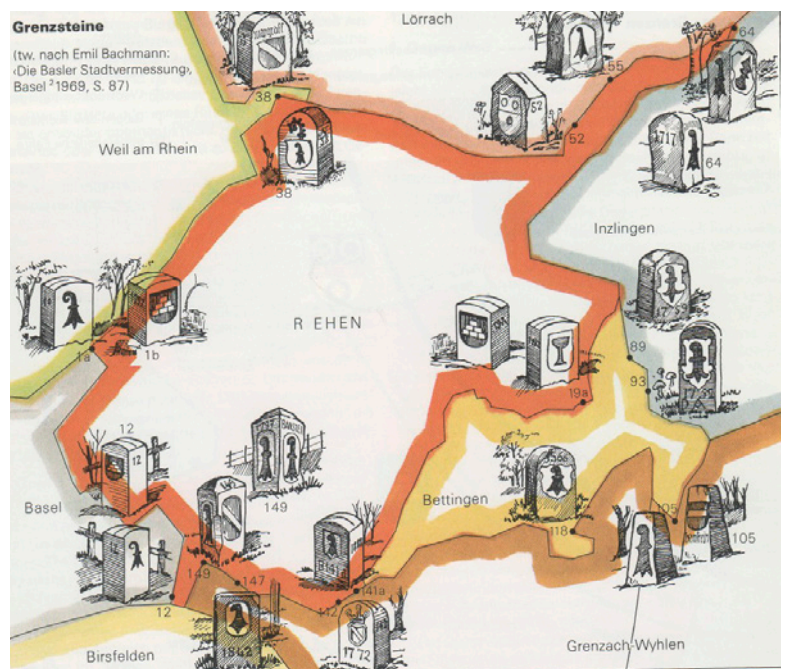 Grenzsteine
(tw. nach Emil Bachmann:
‹Die Basler Stadtvermessung›,
Basel ²1969, S. 87)
Lörrach
64
55
38
52
52
Weil am Rhein
1717
64
38
Inzlingen
R EHEN
1a
1b
89
93
19a
12
12
Basel
149
Bettingen
118
105
105
12
149
147
141a
12
142
1842
1772
Birsfelden
Grenzach-Wyhlen